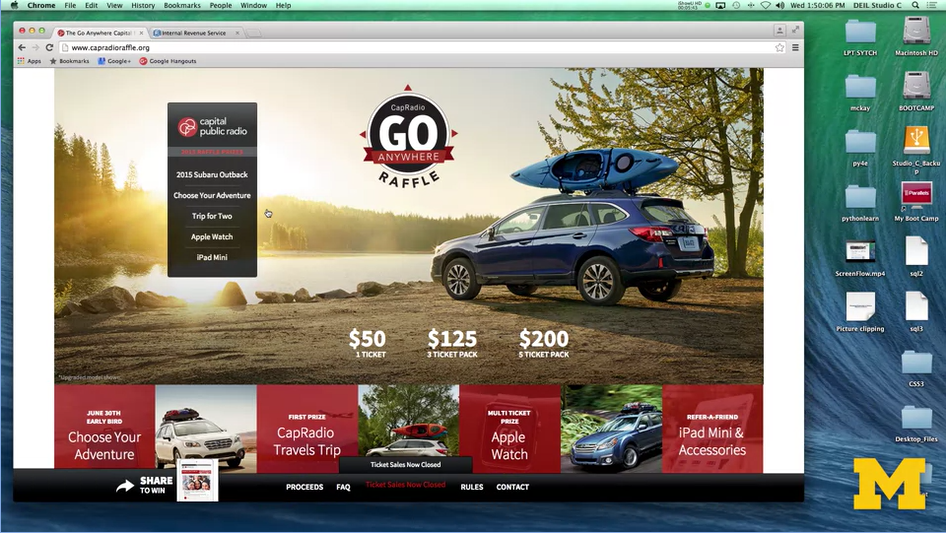 Chrome File Edit View History Bookmarks People Window Help
Wed 1:50:06 PM DEIL Studio C
The Go Anywhere Capital
Internal Revenue Service
www.capradioraffle.org
Apps Bookmarks Google+ Google Hangouts
capital
public radio
2015 RAFFLE PRIZES
2015 Subaru Outback
Choose Your Adventure
Trip for Two
Apple Watch
iPad Mini
CapRadio
GO
ANYWHERE
RAFFLE
$50
1 TICKET
$125
3 TICKET PACK
$200
5 TICKET PACK
*Upgraded model shown.
JUNE 30TH
EARLY BIRD
Choose Your
Adventure
FIRST PRIZE
CapRadio
Travels Trip
MULTI TICKET
PRIZE
Apple
Watch
REFER-A-FRIEND
iPad Mini &
Accessories
Ticket Sales Now Closed
SHARE
TO WIN
PROCEEDS FAQ Ticket Sales Now Closed RULES CONTACT
LPT SYTCH
Macintosh HD
mckay
BOOTCAMP
py4e
Studio_C_Backu
p
pythonlearn
My Boot Camp
ScreenFlow.mp4
sql2
Picture clipping
sql3
CSS3
Desktop_Files
M